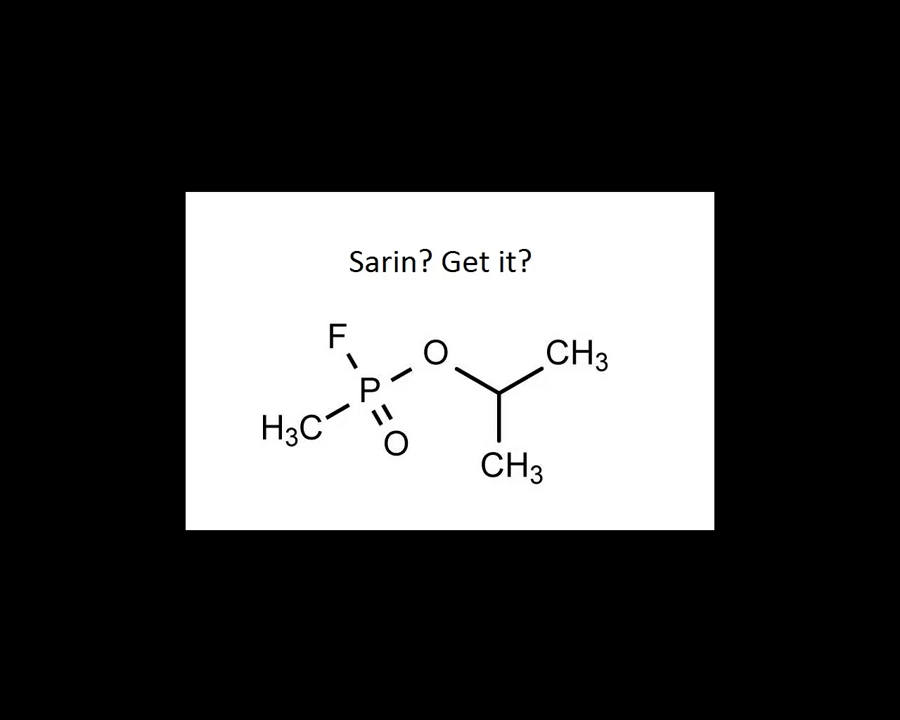 Sarin? Get it?
F
O
CH₃
P
H₃C
O
CH₃